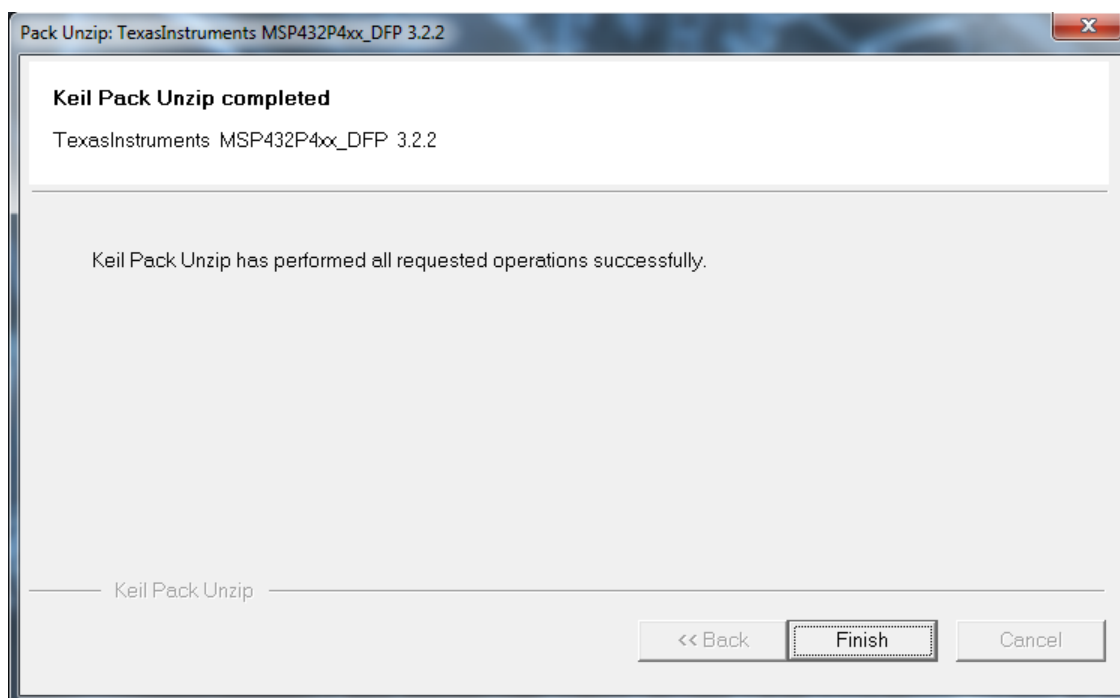 Pack Unzip: TexasInstruments MSP432P4xx_DFP 3.2.2
Keil Pack Unzip completed
TexasInstruments MSP432P4xx_DFP 3.2.2
Keil Pack Unzip has performed all requested operations successfully.
Keil Pack Unzip
<< Back
Finish
Cancel